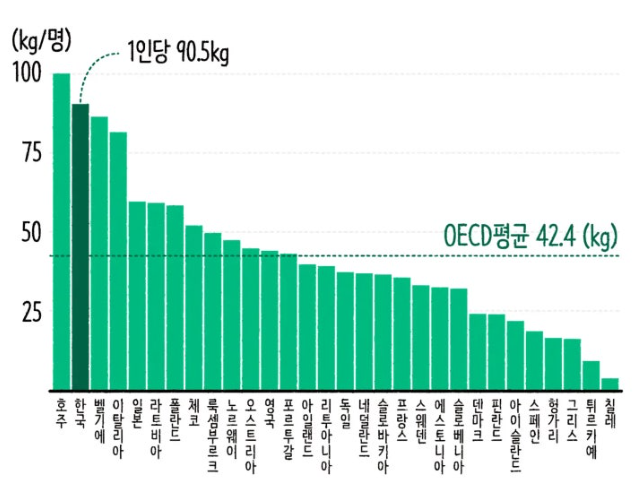 (kg/명)
1인당 90.5kg
100
75
50
OECD평균 42.4 (kg)
25
호주
한국
벨기에
이탈리아
일본
라트비아
폴란드
체코
룩셈부르크
노르웨이
오스트리아
영국
포르투갈
아일랜드
리투아니아
독일
네덜란드
슬로바키아
프랑스
스웨덴
에스토니아
슬로베니아
덴마크
핀란드
아이슬란드
스페인
헝가리
그리스
튀르키예
칠레